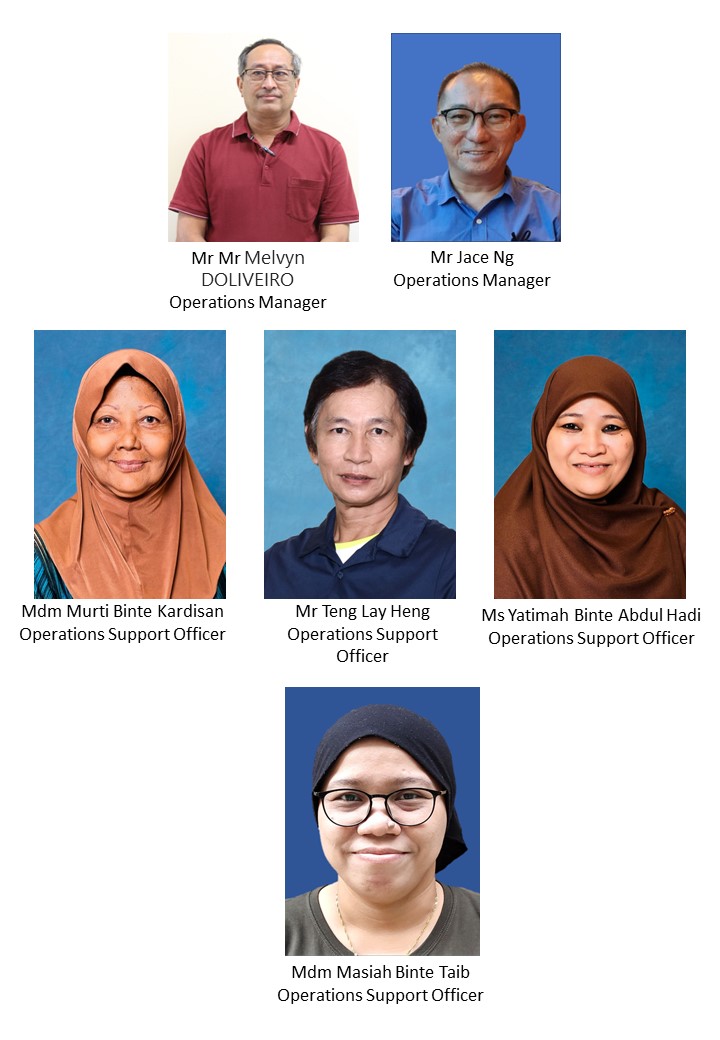 Mr Mr Melvyn
DOLIVEIRO
Operations Manager
Mr Jace Ng
Operations Manager
Mdm Murti Binte Kardisan
Operations Support Officer
Mr Teng Lay Heng
Operations Support
Officer
Ms Yatimah Binte Abdul Hadi
Operations Support Officer
Mdm Masiah Binte Taib
Operations Support Officer